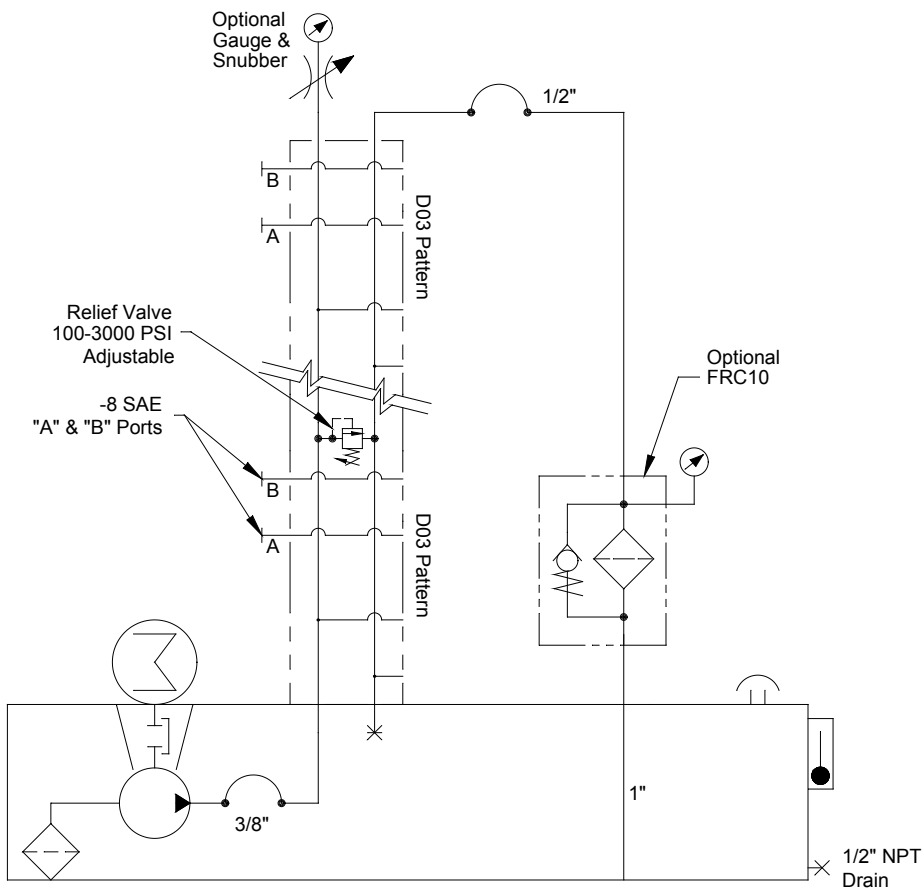 Optional
Gauge &
Snubber
1/2"
B
A
D03 Pattern
Relief Valve
100-3000 PSI
Adjustable
Optional
FRC10
-8 SAE
"A" & "B" Ports
B
A
D03 Pattern
3/8"
1"
1/2" NPT
Drain